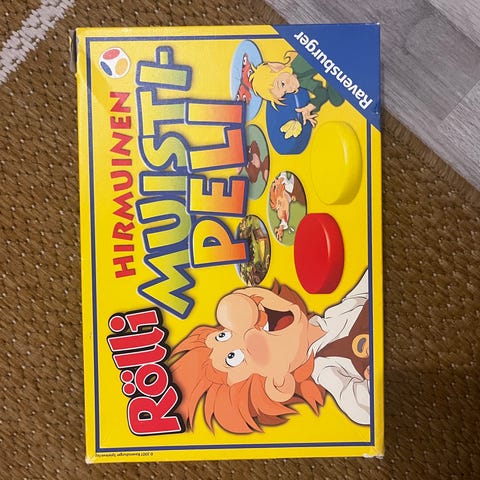 Ravensburger
Rölli
HIRMUINEN
MUISTI-
PELI
© 2007 Ravensburger Spieleverlag